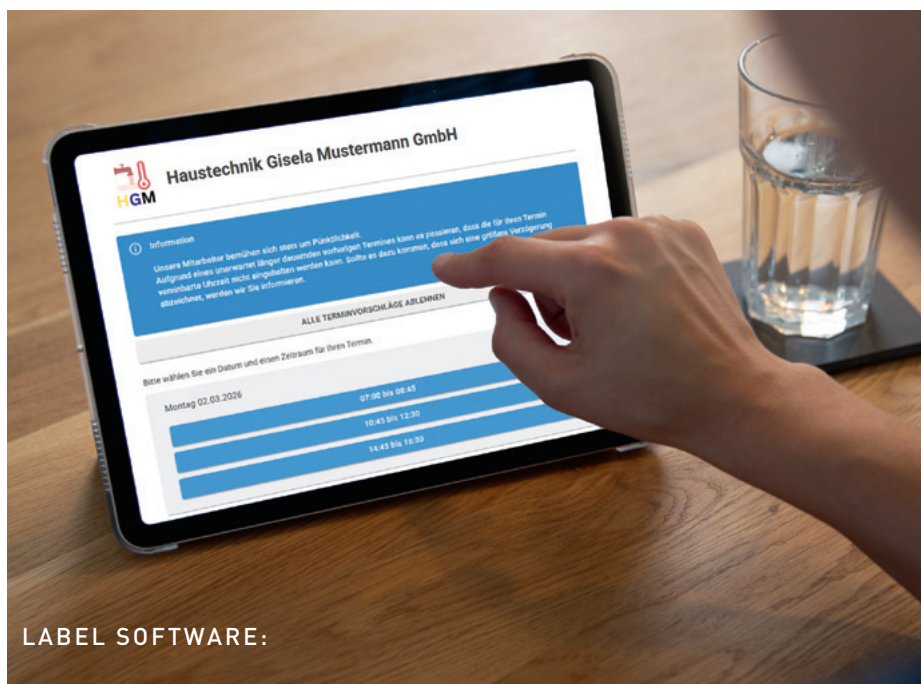 HGM
Haustechnik Gisela Mustermann GmbH
Information
Unsere Mitarbeiter bemühen sich stets um Pünktlichkeit.
Aufgrund eines unerwartet länger dauernden vorherigen Termines kann es passieren, dass die für Ihren Termin
vereinbarte Uhrzeit nicht eingehalten werden kann. Sollte es dazu kommen, dass sich eine größere Verzögerung
abzeichnet, werden wir Sie informieren.
ALLE TERMINVORSCHLÄGE ABLEHNEN
Bitte wählen Sie ein Datum und einen Zeitraum für Ihren Termin.
Montag 02.03.2026
07:00 bis 08:45
10:45 bis 12:30
14:45 bis 16:30
LABEL SOFTWARE: